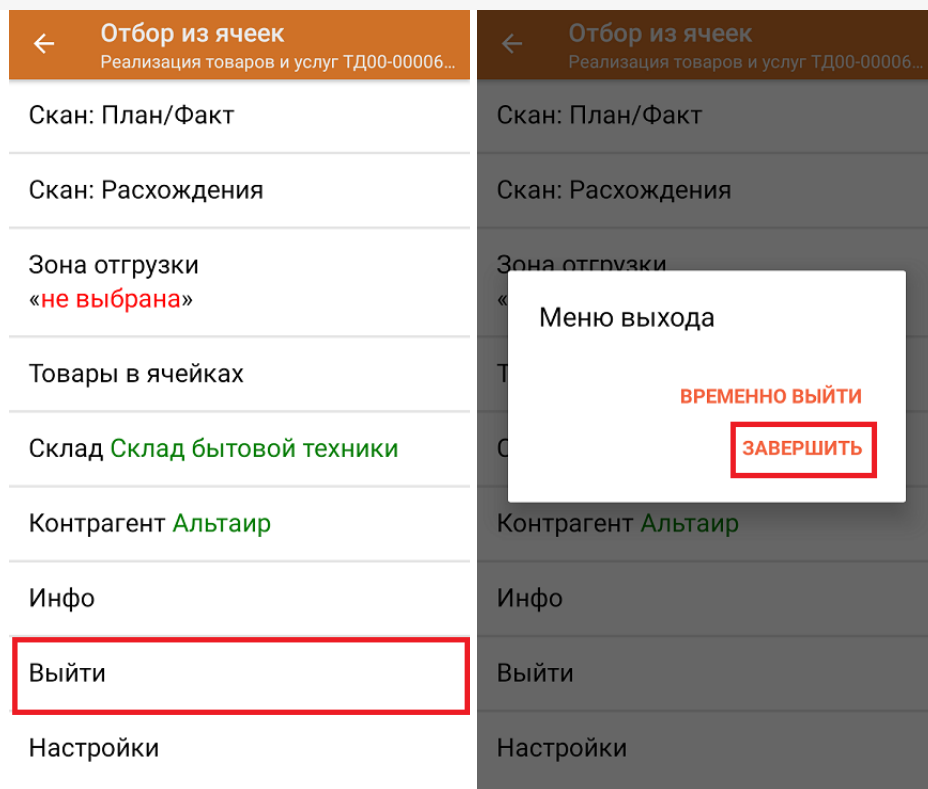 Отбор из ячеек
Реализация товаров и услуг ТД00-00006...
Скан: План/Факт
Скан: Расхождения
Зона отгрузки
«не выбрана»
Товары в ячейках
Склад Склад бытовой техники
Контрагент Альтаир
Инфо
Выйти
Настройки
Отбор из ячеек
Реализация товаров и услуг ТД00-00006...
Скан: План/Факт
Скан: Расхождения
Зона отгрузки
«
Меню выхода
Т
ВРЕМЕННО ВЫЙТИ
С
ЗАВЕРШИТЬ
Контрагент Альтаир
Инфо
Выйти
Настройки